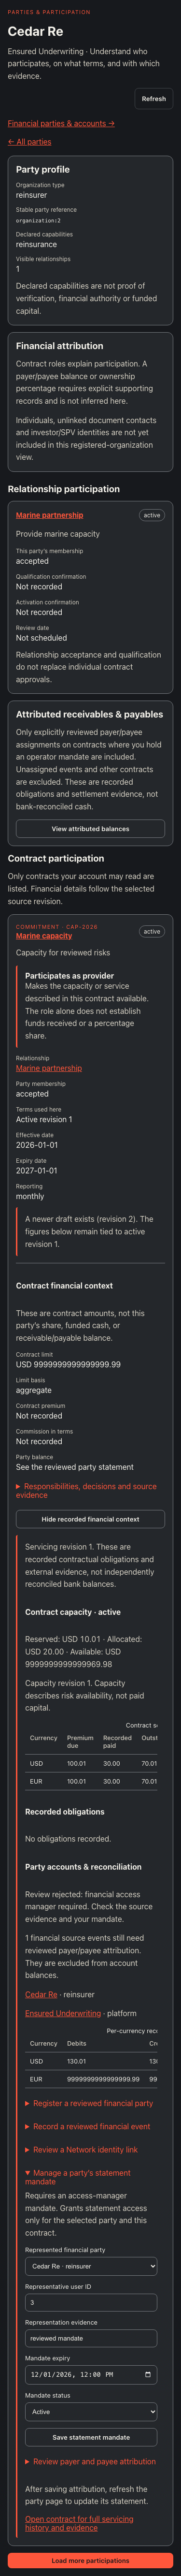 PARTIES & PARTICIPATION
Cedar Re
Ensured Underwriting · Understand who
participates, on what terms, and with which
evidence.
Refresh
Financial parties & accounts →
← All parties
Party profile
Organization type
reinsurer
Stable party reference
organization:2
Declared capabilities
reinsurance
Visible relationships
1
Declared capabilities are not proof of
verification, financial authority or funded
capital.
Financial attribution
Contract roles explain participation. A
payer/payee balance or ownership
percentage requires explicit supporting
records and is not inferred here.
Individuals, unlinked document contacts
and investor/SPV identities are not yet
included in this registered-organization
view.
Relationship participation
Marine partnership
active
Provide marine capacity
This party's membership
accepted
Qualification confirmation
Not recorded
Activation confirmation
Not recorded
Review date
Not scheduled
Relationship acceptance and qualification
do not replace individual contract
approvals.
Attributed receivables & payables
Only explicitly reviewed payer/payee
assignments on contracts where you hold
an operator mandate are included.
Unassigned events and other contracts
are excluded. These are recorded
obligations and settlement evidence, not
bank-reconciled cash.
View attributed balances
Contract participation
Only contracts your account may read are
listed. Financial details follow the selected
source revision.
COMMITMENT · CAP-2026
Marine capacity
active
Capacity for reviewed risks
Participates as provider
Makes the capacity or service
described in this contract available.
The role alone does not establish
funds received or a percentage
share.
Relationship
Marine partnership
Party membership
accepted
Terms used here
Active revision 1
Effective date
2026-01-01
Expiry date
2027-01-01
Reporting
monthly
A newer draft exists (revision 2). The
figures below remain tied to active
revision 1.
Contract financial context
These are contract amounts, not this
party's share, funded cash, or
receivable/payable balance.
Contract limit
USD 9999999999999999.99
Limit basis
aggregate
Contract premium
Not recorded
Commission in terms
Not recorded
Party balance
See the reviewed party statement
Responsibilities, decisions and source
evidence
Hide recorded financial context
Servicing revision 1. These are
recorded contractual obligations and
external evidence, not independently
reconciled bank balances.
Contract capacity · active
Reserved: USD 10.01 · Allocated:
USD 20.00 · Available: USD
9999999999999969.98
Capacity revision 1. Capacity
describes risk availability, not paid
capital.
Contract se
Currency Premium due Recorded paid Outst
USD 100.01 30.00 70.01
EUR 100.01 30.00 70.01
Recorded obligations
No obligations recorded.
Party accounts & reconciliation
Review rejected: financial access
manager required. Check the source
evidence and your mandate.
1 financial source events still need
reviewed payer/payee attribution.
They are excluded from account
balances.
Cedar Re · reinsurer
Ensured Underwriting · platform
Per-currency reco
Currency Debits Cre
USD 130.01 130
EUR 9999999999999999.99 99
Register a reviewed financial party
Record a reviewed financial event
Review a Network identity link
Manage a party's statement
mandate
Requires an access-manager
mandate. Grants statement access
only for the selected party and this
contract.
Represented financial party
Cedar Re · reinsurer
Representative user ID
3
Representation evidence
reviewed mandate
Mandate expiry
12/01/2026, 12:00 PM
Mandate status
Active
Save statement mandate
Review payer and payee attribution
After saving attribution, refresh the
party page to update its statement.
Open contract for full servicing
history and evidence
Load more participations